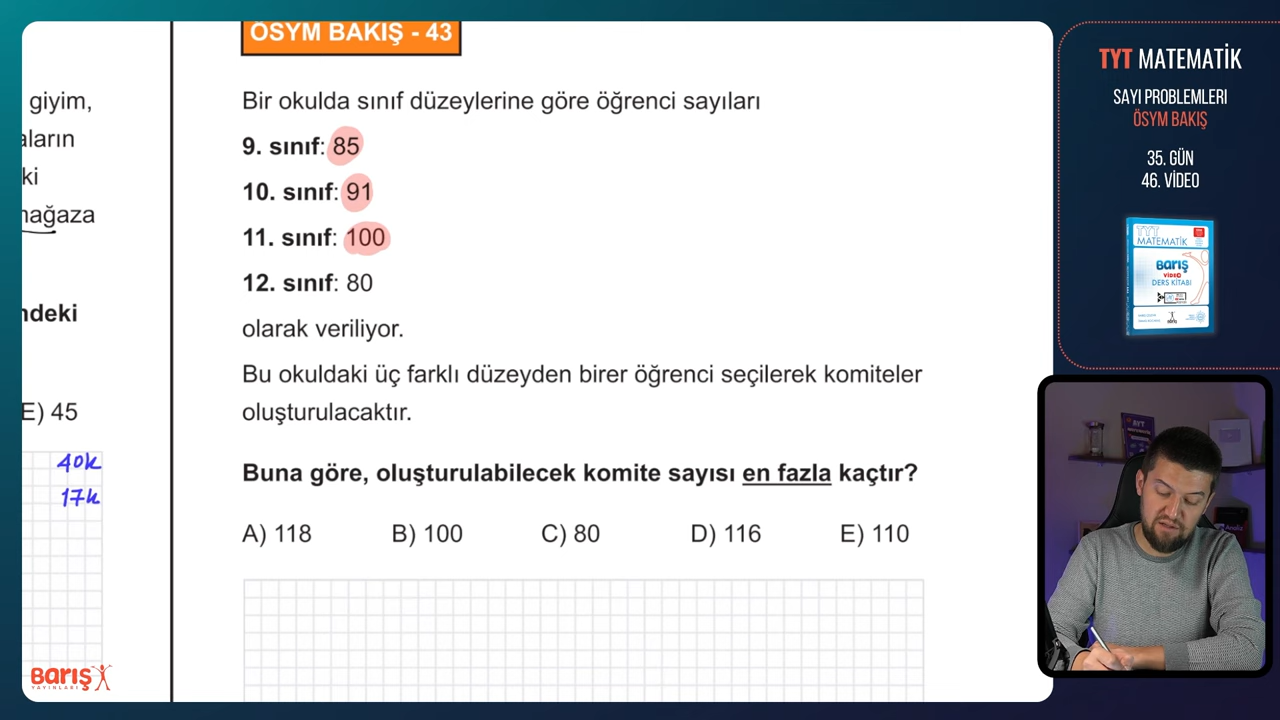 ÖSYM BAKIŞ - 43
giyim,
aların
ki
mağaza
ndeki
E) 45
40k
17k
Bir okulda sınıf düzeylerine göre öğrenci sayıları
9. sınıf: 85
10. sınıf: 91
11. sınıf: 100
12. sınıf: 80
olarak veriliyor.
Bu okuldaki üç farklı düzeyden birer öğrenci seçilerek komiteler
oluşturulacaktır.
Buna göre, oluşturulabilecek komite sayısı en fazla kaçtır?
A) 118 B) 100 C) 80 D) 116 E) 110
BARIŞ
YAYINLARI
TYT MATEMATİK
SAYI PROBLEMLERI
ÖSYM BAKIŞ
35. GÜN
46. VİDEO
TYT
MATEMATİK
BARIŞ
VİDEO
DERS KİTABI